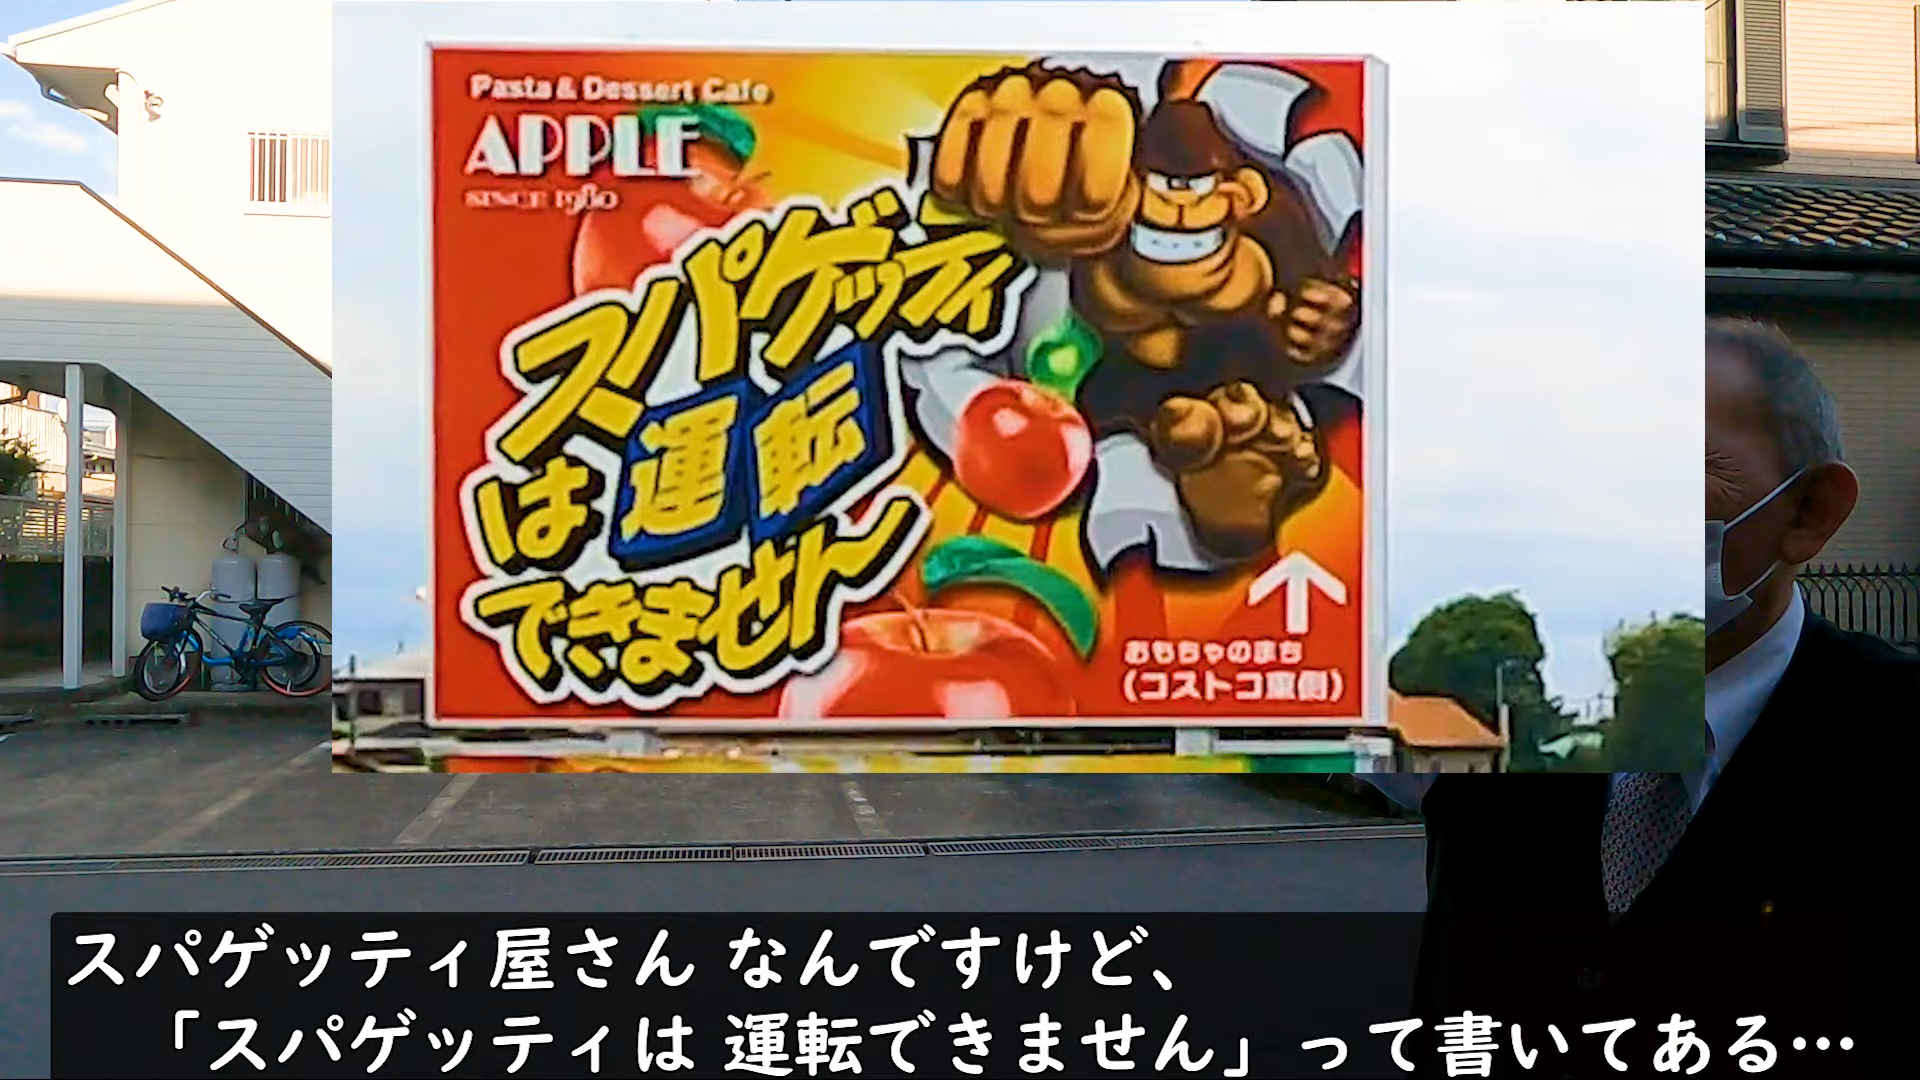 Pasta & Dessert Cafe
APPLE
SINCE 1980
スパゲッティ
は運転
できません
おもちゃのまち
(コストコ東側)
スパゲッティ屋さん なんですけど、
「スパゲッティは 運転できません」って書いてある…